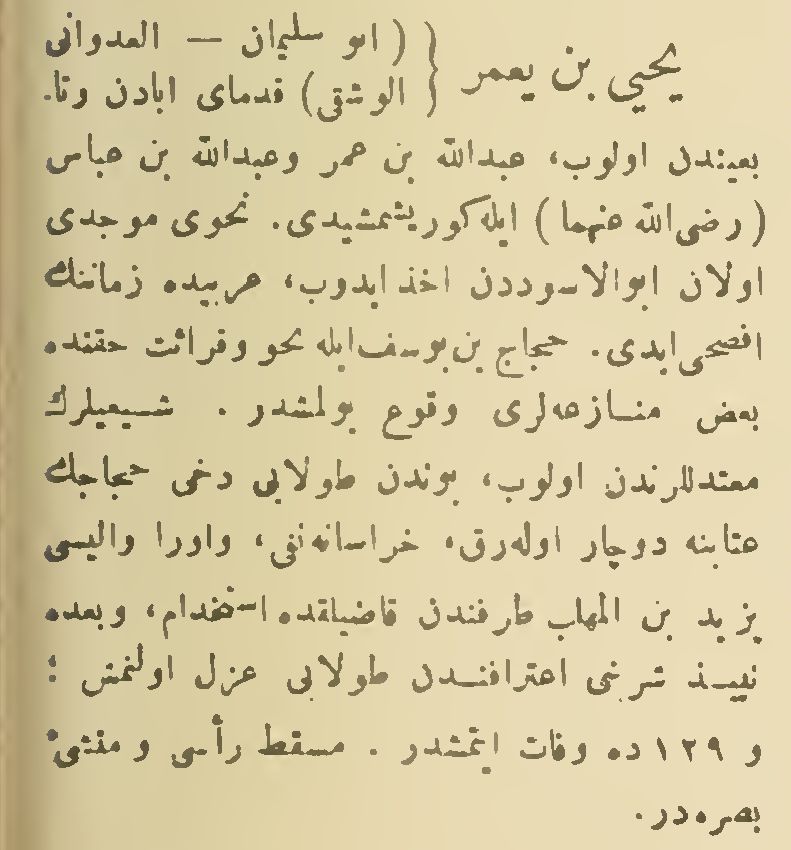 يحيى بن يعمر { (ابو سليمان — العدوانى
الوشقى) قدماى ابادن وتا-
بعيندن اولوب، عبدالله بن عمر وعبدالله بن عباس
(رضى الله عنهما) ايله كوريشمشيدى. نحوى موجدى
اولان ابوالاسوددن اخذ ايدوب، عربيده زماننك
افصحى ايدى. حجاج بن يوسف ايله نحو وقرائت حقنده
بعض منازعه‌لرى وقوع بولمشدر. شيعيلرك
معتدللرندن اولوب، بوندن طولايى دخى حجاجك
عتابنه دوچار اوله‌رق، خراسانه نفى، واورا واليسى
يزيد بن المهلب طرفندن قاضيلقده استخدام، وبعده
نبيذ شربنى اعترافندن طولايى عزل اولنمش؛
و ١٢٩ ده وفات ايتمشدر. مسقط رأسى و منشئى
بصره در.